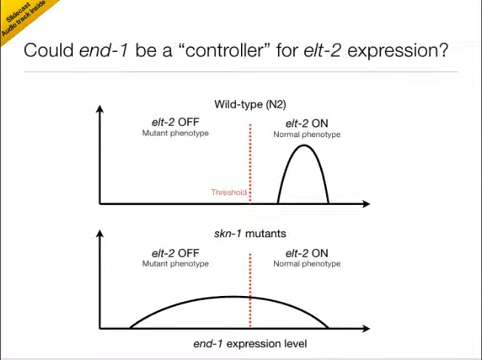 Slidecast
Audio track inside
Could end-1 be a “controller” for elt-2 expression?
Wild-type (N2)
elt-2 OFF
Mutant phenotype
elt-2 ON
Normal phenotype
Threshold
skn-1 mutants
elt-2 OFF
Mutant phenotype
elt-2 ON
Normal phenotype
end-1 expression level